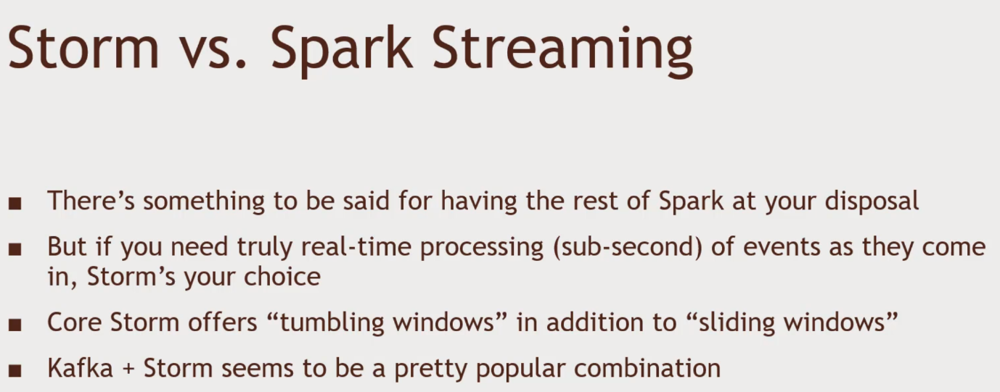 Storm vs. Spark Streaming
■ There’s something to be said for having the rest of Spark at your disposal
■ But if you need truly real-time processing (sub-second) of events as they come
in, Storm’s your choice
■ Core Storm offers “tumbling windows” in addition to “sliding windows”
■ Kafka + Storm seems to be a pretty popular combination